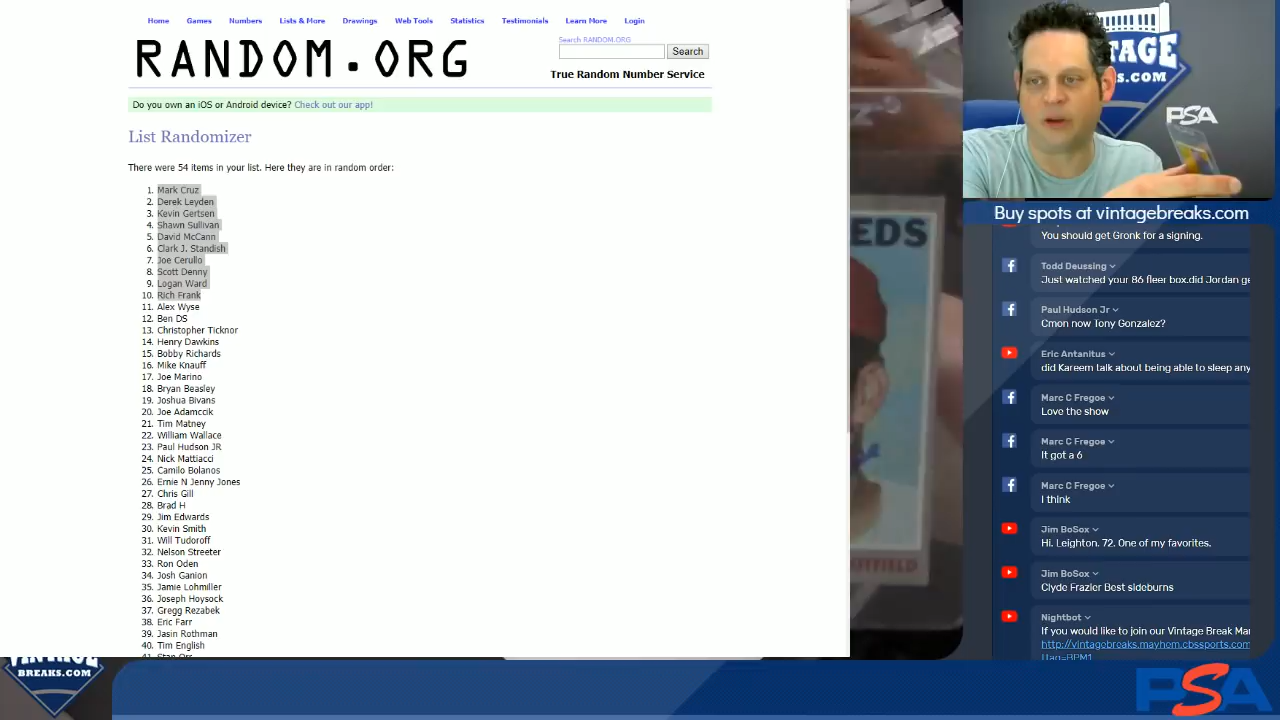 Home Games Numbers Lists & More Drawings Web Tools Statistics Testimonials Learn More Login
RANDOM.ORG
Search RANDOM.ORG
Search
True Random Number Service
Do you own an iOS or Android device? Check out our app!
List Randomizer
There were 54 items in your list. Here they are in random order:
1. Mark Cruz
2. Derek Leyden
3. Kevin Gertsen
4. Shawn Sullivan
5. David McCann
6. Clark J. Standish
7. Joe Cerullo
8. Scott Denny
9. Logan Ward
10. Rich Frank
11. Alex Wyse
12. Ben DS
13. Christopher Ticknor
14. Henry Dawkins
15. Bobby Richards
16. Mike Knauff
17. Joe Marino
18. Bryan Beasley
19. Joshua Bivans
20. Joe Adamccik
21. Tim Matney
22. William Wallace
23. Paul Hudson JR
24. Nick Mattiacci
25. Camilo Bolanos
26. Ernie N Jenny Jones
27. Chris Gill
28. Brad H
29. Jim Edwards
30. Kevin Smith
31. Will Tudoroff
32. Nelson Streeter
33. Ron Oden
34. Josh Ganion
35. Jamie Lohmiller
36. Joseph Hoysock
37. Gregg Rezabek
38. Eric Farr
39. Jasin Rothman
40. Tim English
EDS
VINTAGE
.COM
PSA
Buy spots at vintagebreaks.com
You should get Gronk for a signing.
Todd Deussing
Just watched your 86 fleer box.did Jordan ge
Paul Hudson Jr
Cmon now Tony Gonzalez?
Eric Antanitus
did Kareem talk about being able to sleep any
Marc C Fregoe
Love the show
Marc C Fregoe
It got a 6
Marc C Fregoe
I think
Jim BoSox
Hi. Leighton. 72. One of my favorites.
Jim BoSox
Clyde Frazier Best sideburns
Nightbot
If you would like to join our Vintage Break Mar
http://vintagebreaks.mayhem.cbssports.com/
?tag=BPM1
VINTAGE
BREAKS.COM
PSA